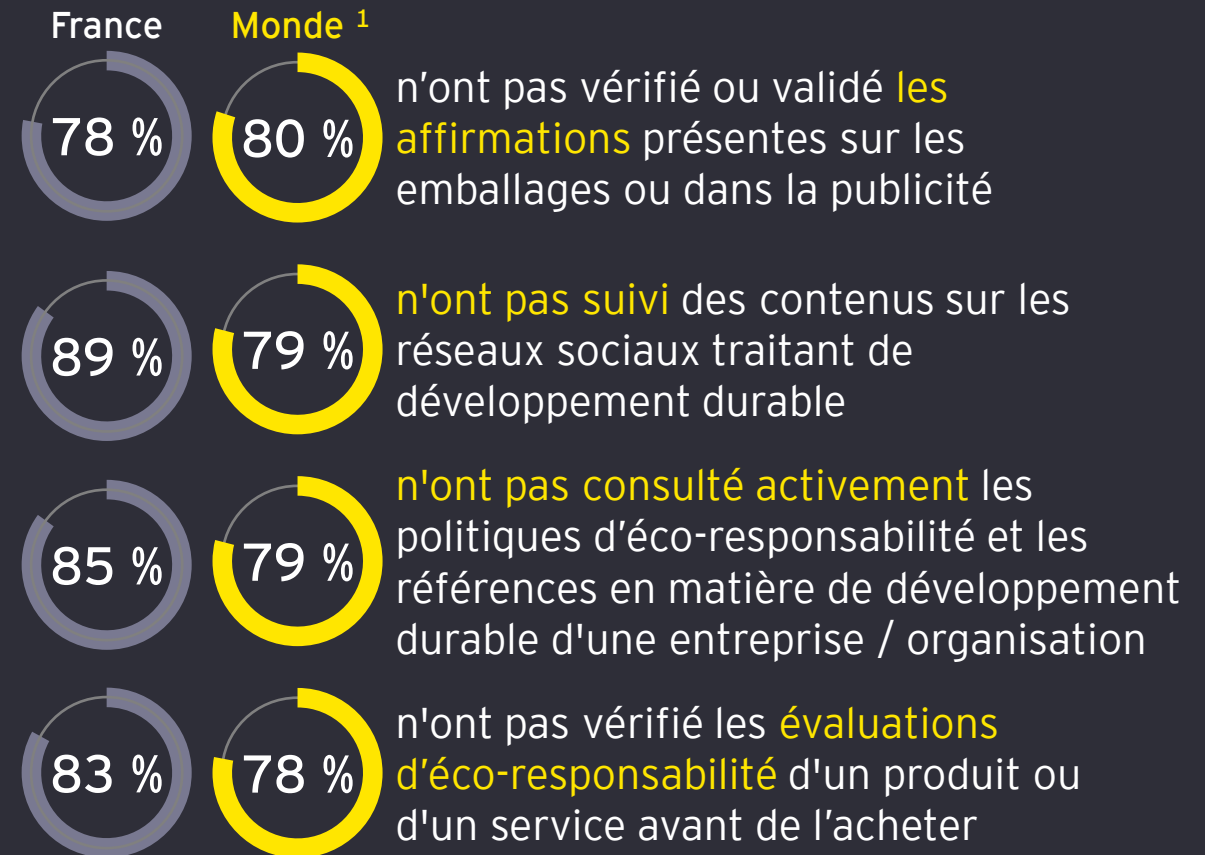 France Monde ¹
78 % 80 % n’ont pas vérifié ou validé les
affirmations présentes sur les
emballages ou dans la publicité
89 % 79 % n'ont pas suivi des contenus sur les
réseaux sociaux traitant de
développement durable
85 % 79 % n'ont pas consulté activement les
politiques d’éco-responsabilité et les
références en matière de développement
durable d'une entreprise / organisation
83 % 78 % n'ont pas vérifié les évaluations
d’éco-responsabilité d'un produit ou
d'un service avant de l’acheter